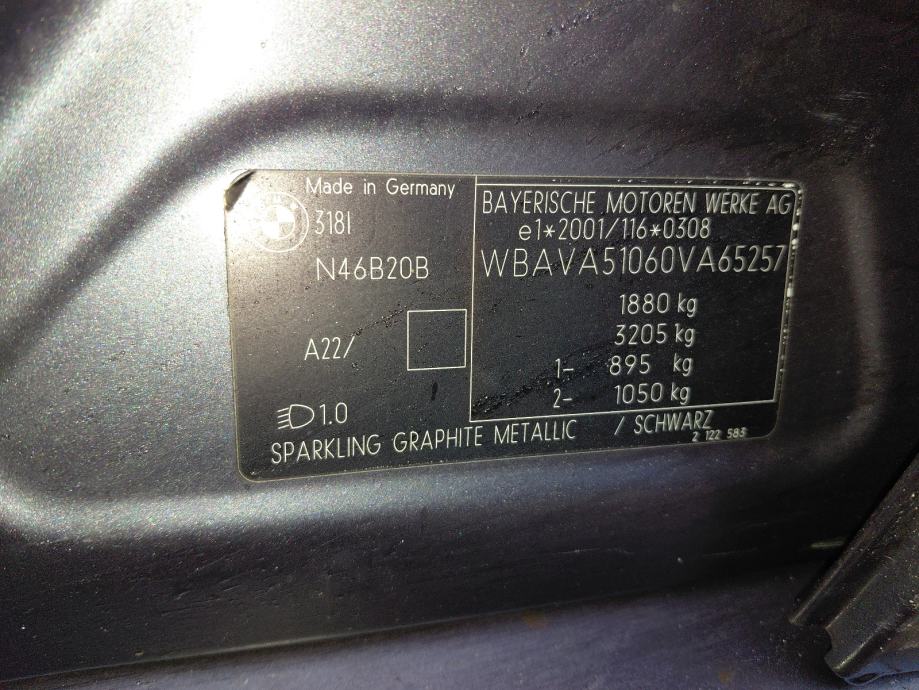 Made in Germany
318I
N46B20B
A22/
1.0
BAYERISCHE MOTOREN WERKE AG
e1*2001/116*0308
WBAVA51060VA65257
1880 kg
3205 kg
1- 895 kg
2- 1050 kg
SPARKLING GRAPHITE METALLIC / SCHWARZ
2 122 583